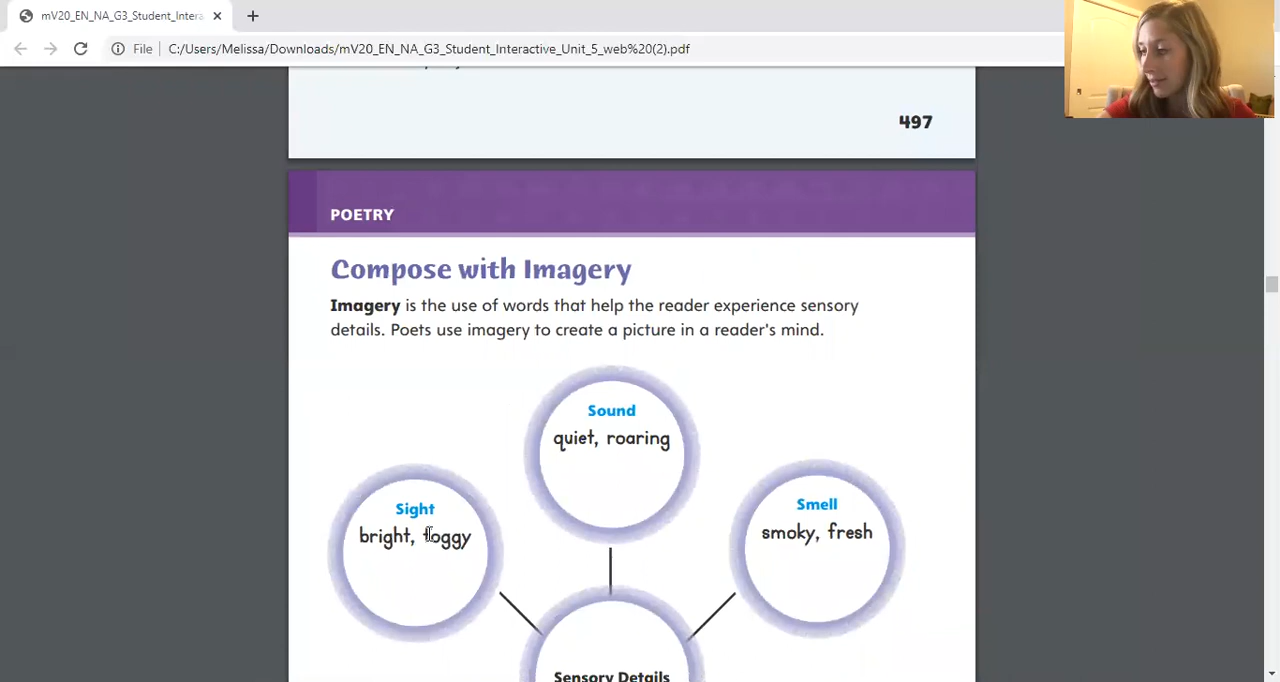 mV20_EN_NA_G3_Student_Intera
File
C:/Users/Melissa/Downloads/mV20_EN_NA_G3_Student_Interactive_Unit_5_web%20(2).pdf
497
POETRY
Compose with Imagery
Imagery is the use of words that help the reader experience sensory
details. Poets use imagery to create a picture in a reader's mind.
Sound
quiet, roaring
Sight
bright, foggy
Smell
smoky, fresh
Sensory Details